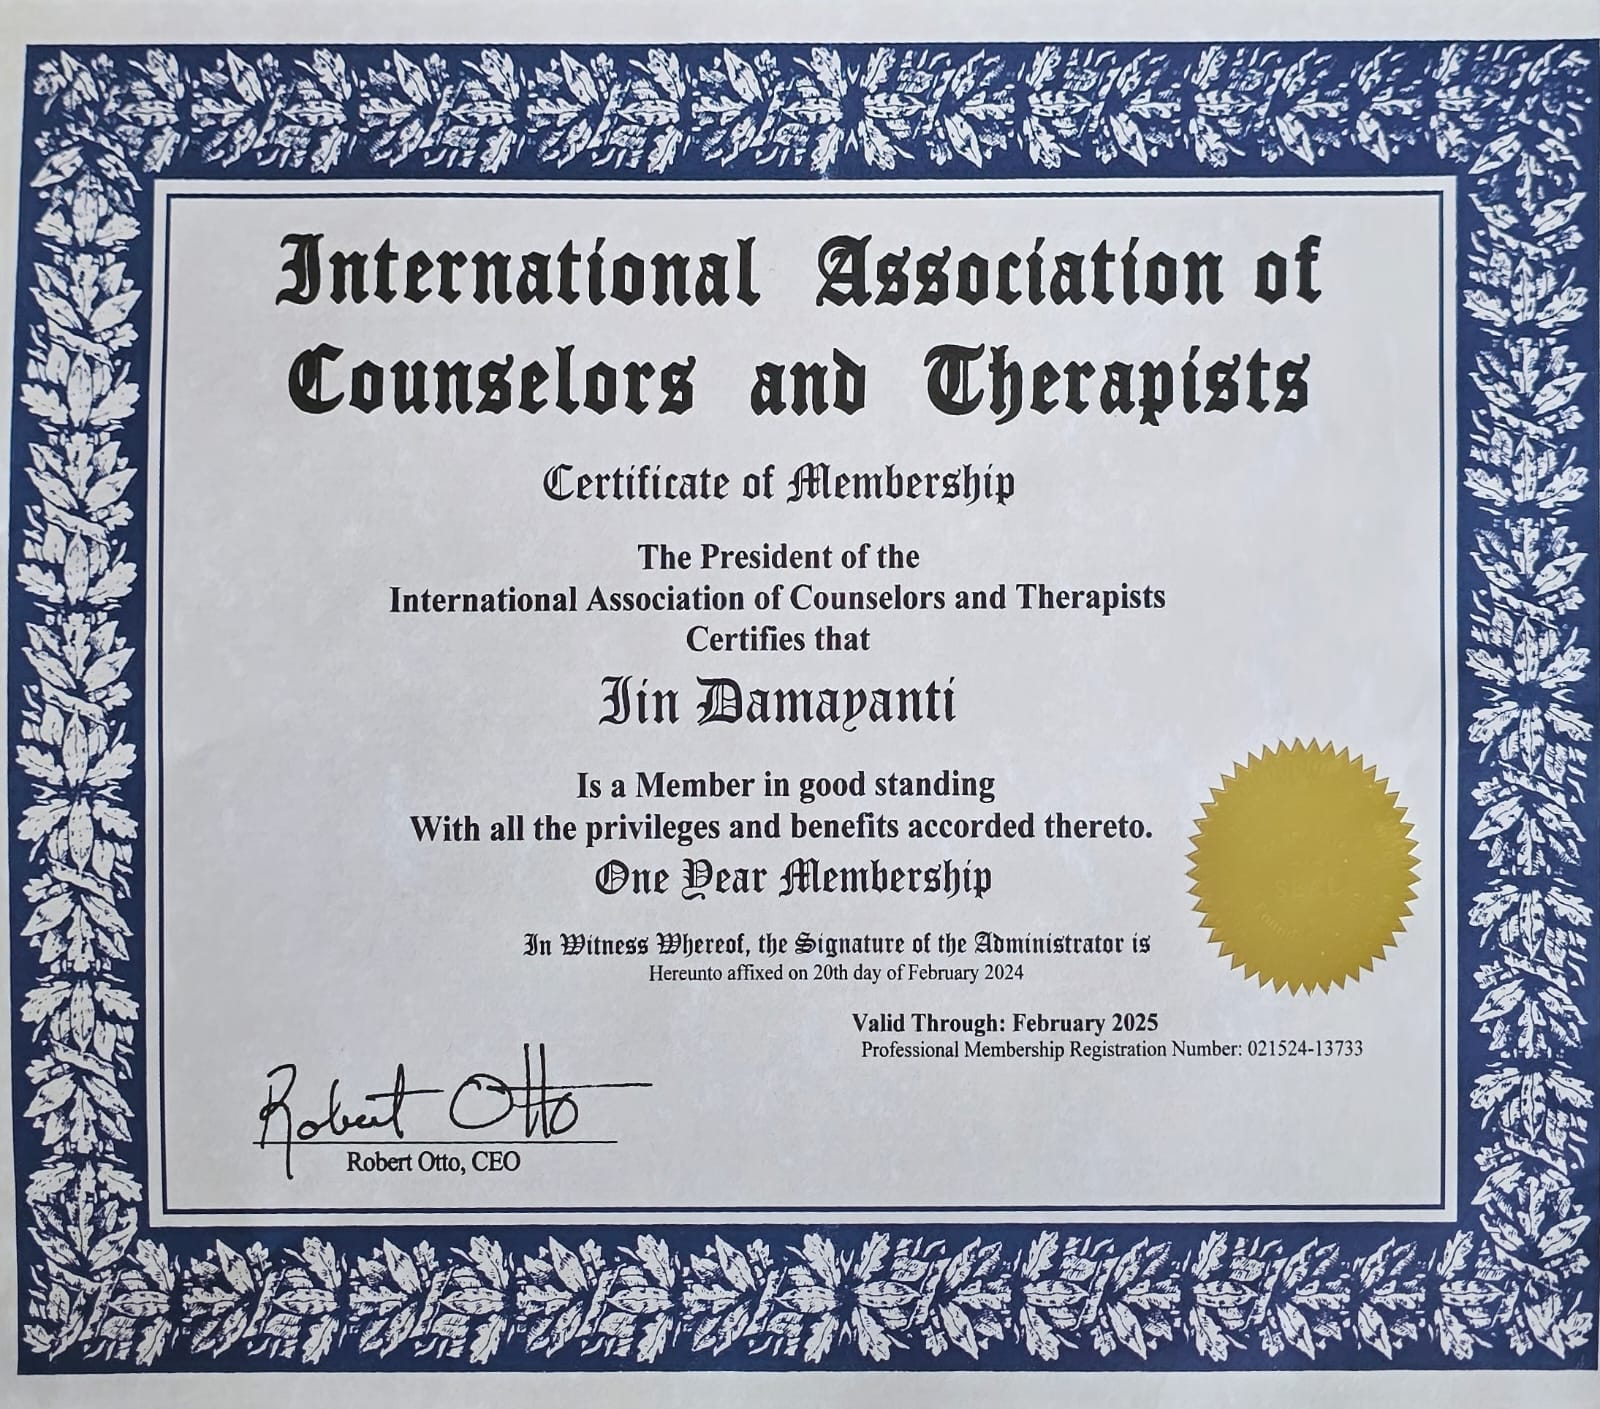 International Association of
Counselors and Therapists
Certificate of Membership
The President of the
International Association of Counselors and Therapists
Certifies that
Iin Damayanti
Is a Member in good standing
With all the privileges and benefits accorded thereto.
One Year Membership
In Witness Whereof, the Signature of the Administrator is
Hereunto affixed on 20th day of February 2024
Valid Through: February 2025
Professional Membership Registration Number: 021524-13733
Robert Otto
Robert Otto, CEO